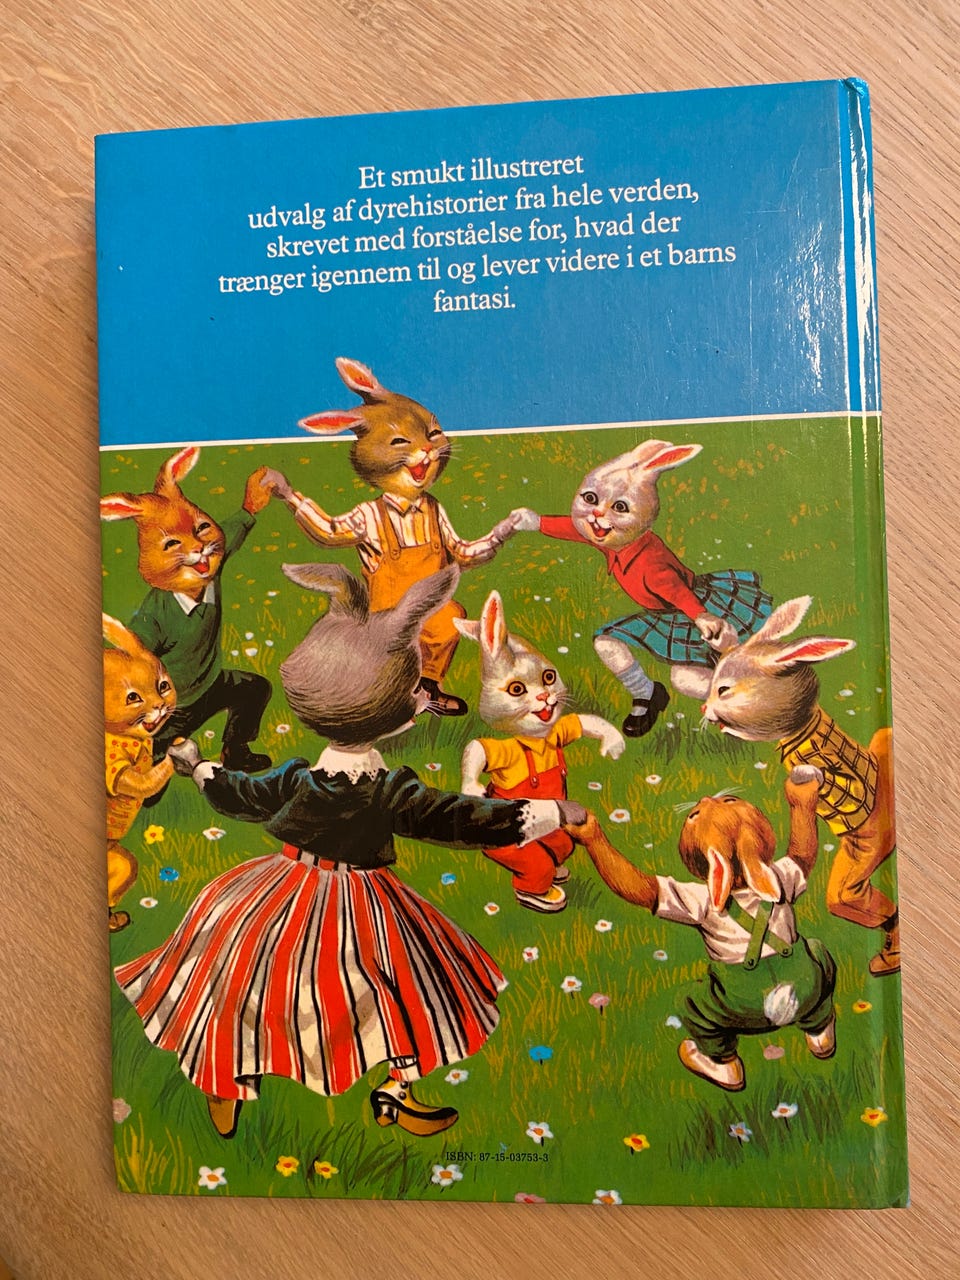 Et smukt illustreret
udvalg af dyrehistorier fra hele verden,
skrevet med forståelse for, hvad der
trænger igennem til og lever videre i et barns
fantasi.
ISBN: 87-15-03753-3